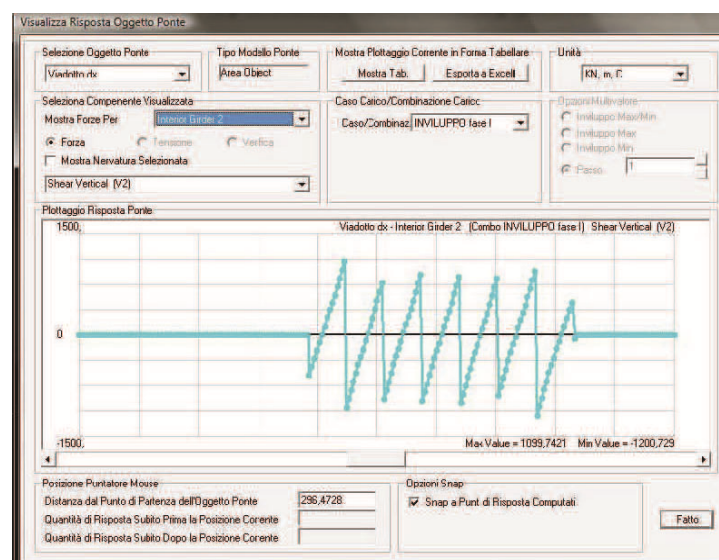 Visualizza Risposta Oggetto Ponte
Selezione Oggetto Ponte
Viadotto dx
Tipo Modello Ponte
Area Object
Mostra Plottaggio Corrente in Forma Tabellare
Mostra Tab.
Esporta a Excell
Unità
KN, m, C
Seleziona Componente Visualizzata
Mostra Forze Per
Interior Girder 2
Forza
Tensione
Verfica
Mostra Nervatura Selezionata
Shear Vertical (V2)
Caso Carico/Combinazione Caricc
Caso/Combinaz.
INVILUPPO fase I
Opzioni Multivalore
Inviluppo Max/Min
Inviluppo Max
Inviluppo Min
Passo
1
Plottaggio Risposta Ponte
1500,
Viadotto dx - Interior Girder 2 (Combo INVILUPPO fase I) Shear Vertical (V2)
0
-1500,
Max Value = 1099,7421 Min Value = -1200,729
Posizione Puntatore Mouse
Distanza dal Punto di Partenza dell'Oggetto Ponte
296,4728
Quantità di Risposta Subito Prima la Posizione Corente
Quantità di Risposta Subito Dopo la Posizione Corente
Opzioni Snap
Snap a Punt di Risposta Computati
Fatto